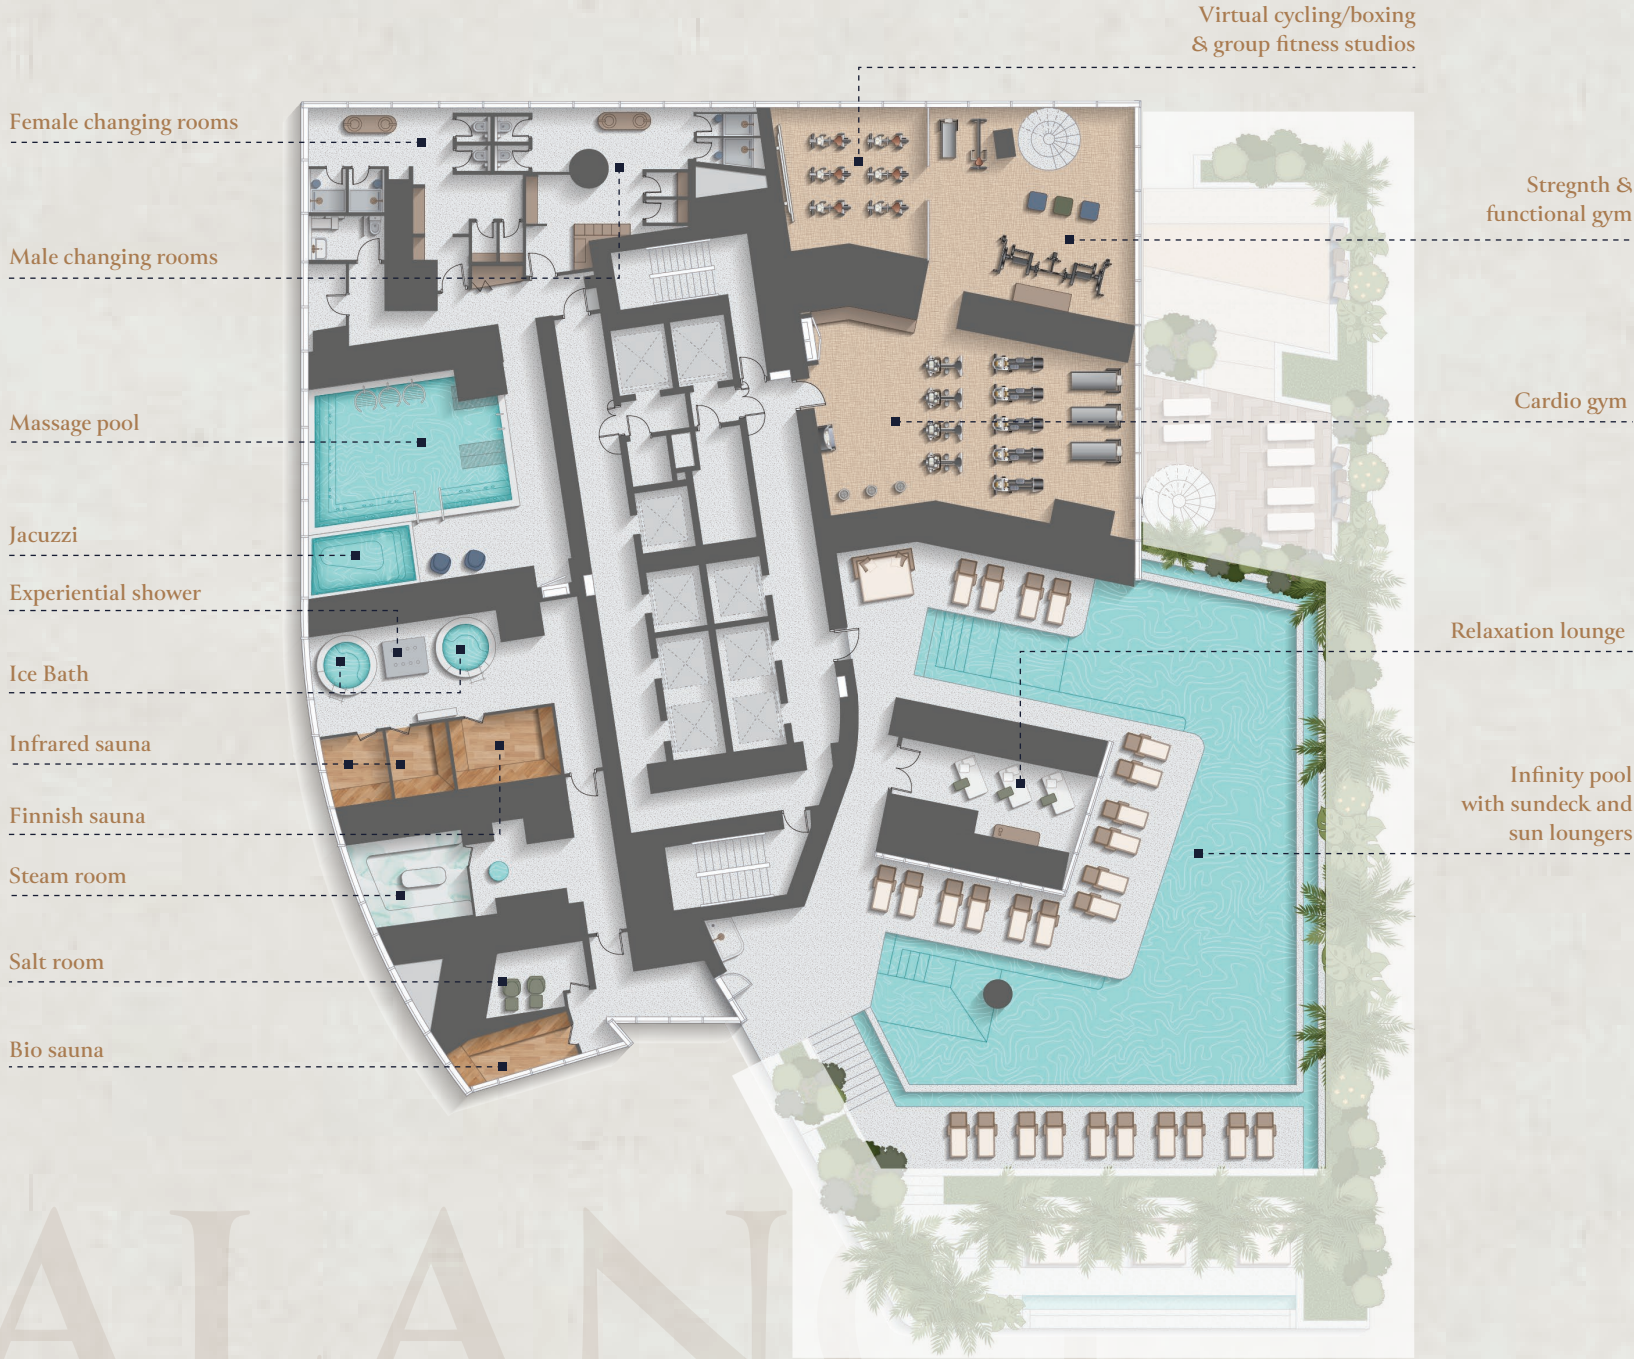 Virtual cycling/boxing
& group fitness studios
Female changing rooms
Male changing rooms
Massage pool
Jacuzzi
Experiential shower
Ice Bath
Infrared sauna
Finnish sauna
Steam room
Salt room
Bio sauna
Stregnth &
functional gym
Cardio gym
Relaxation lounge
Infinity pool
with sundeck and
sun loungers
ALAN